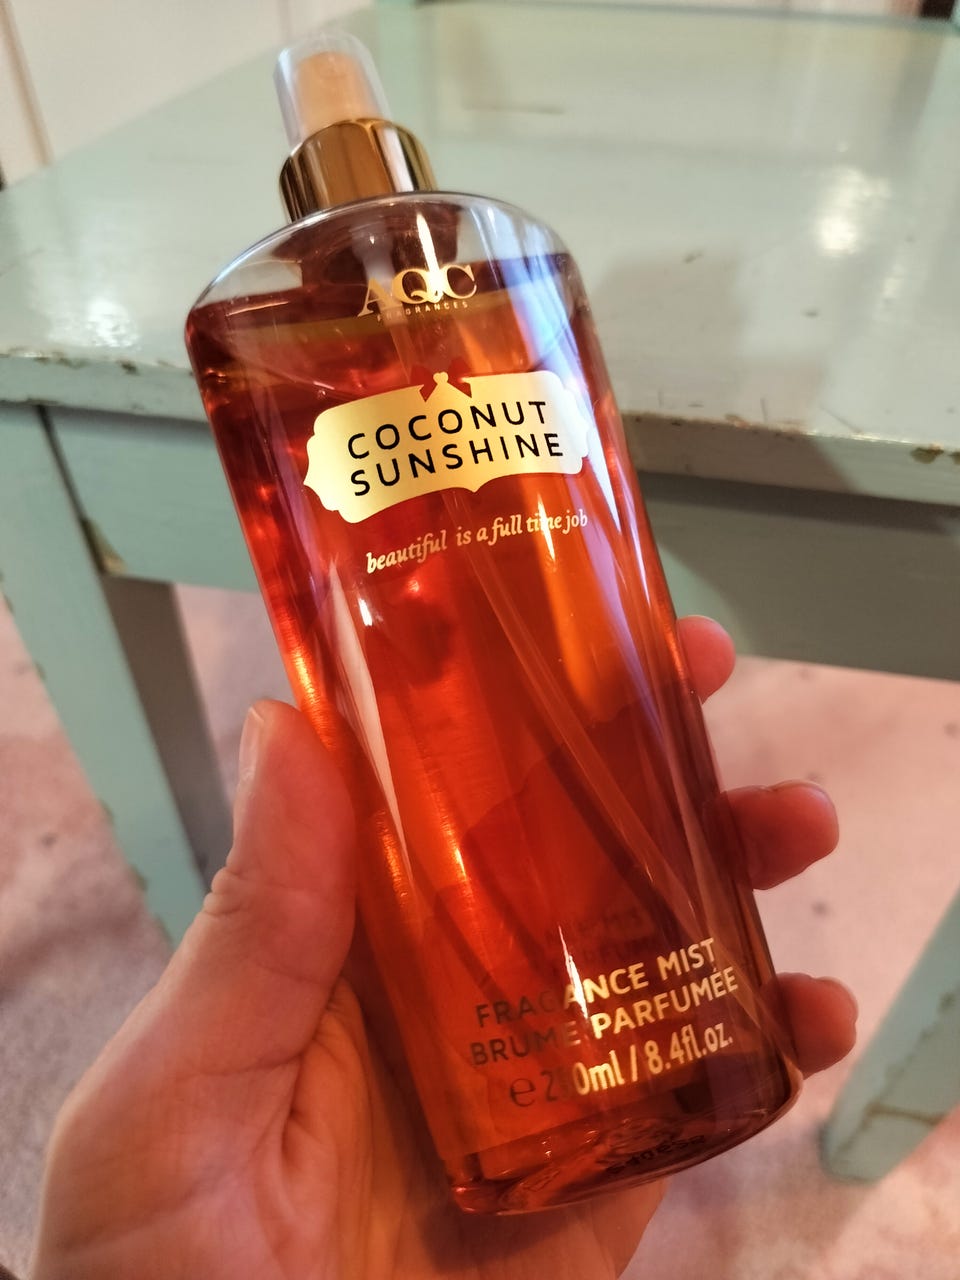 AQC
FRAGRANCES
COCONUT
SUNSHINE
beautiful is a full time job
FRAGRANCE MIST
BRUME PARFUMÉE
e 250ml / 8.4fl.oz.